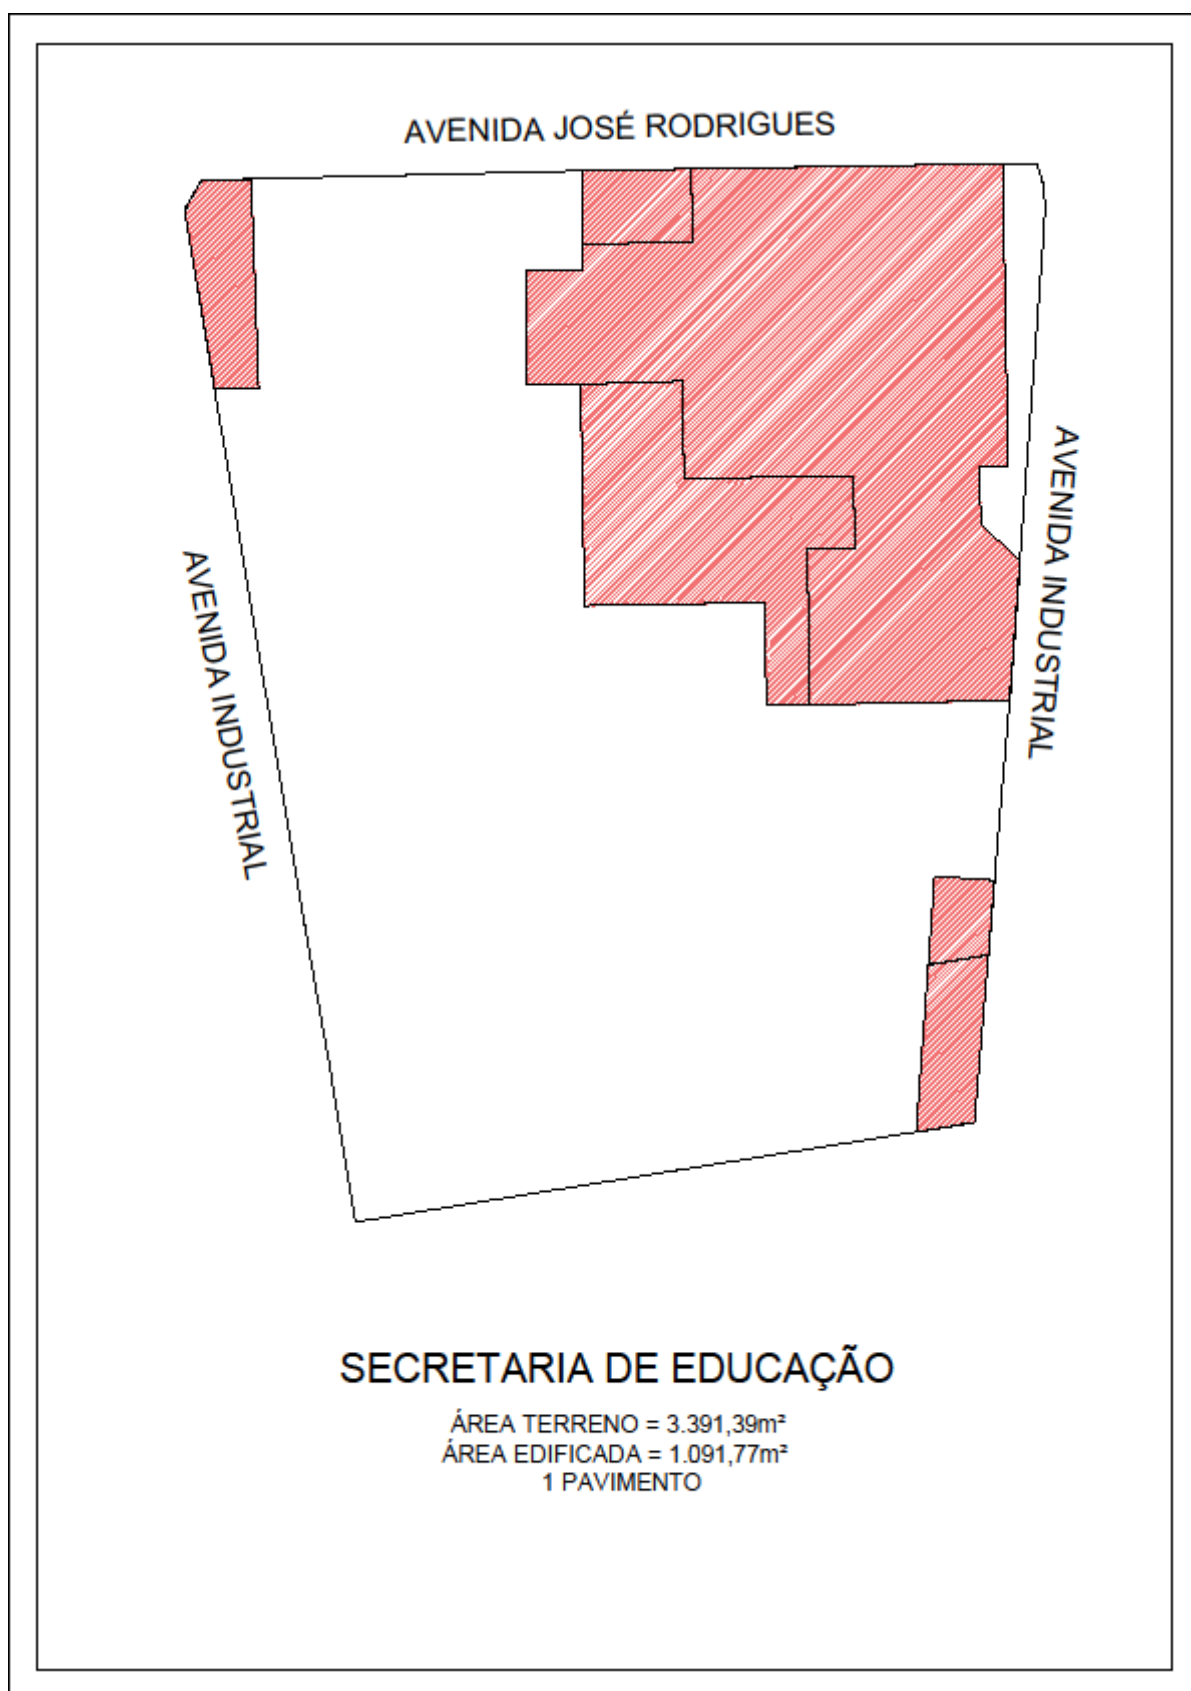 AVENIDA JOSÉ RODRIGUES
AVENIDA INDUSTRIAL
AVENIDA INDUSTRIAL
SECRETARIA DE EDUCAÇÃO
ÁREA TERRENO = 3.391,39m²
ÁREA EDIFICADA = 1.091,77m²
1 PAVIMENTO